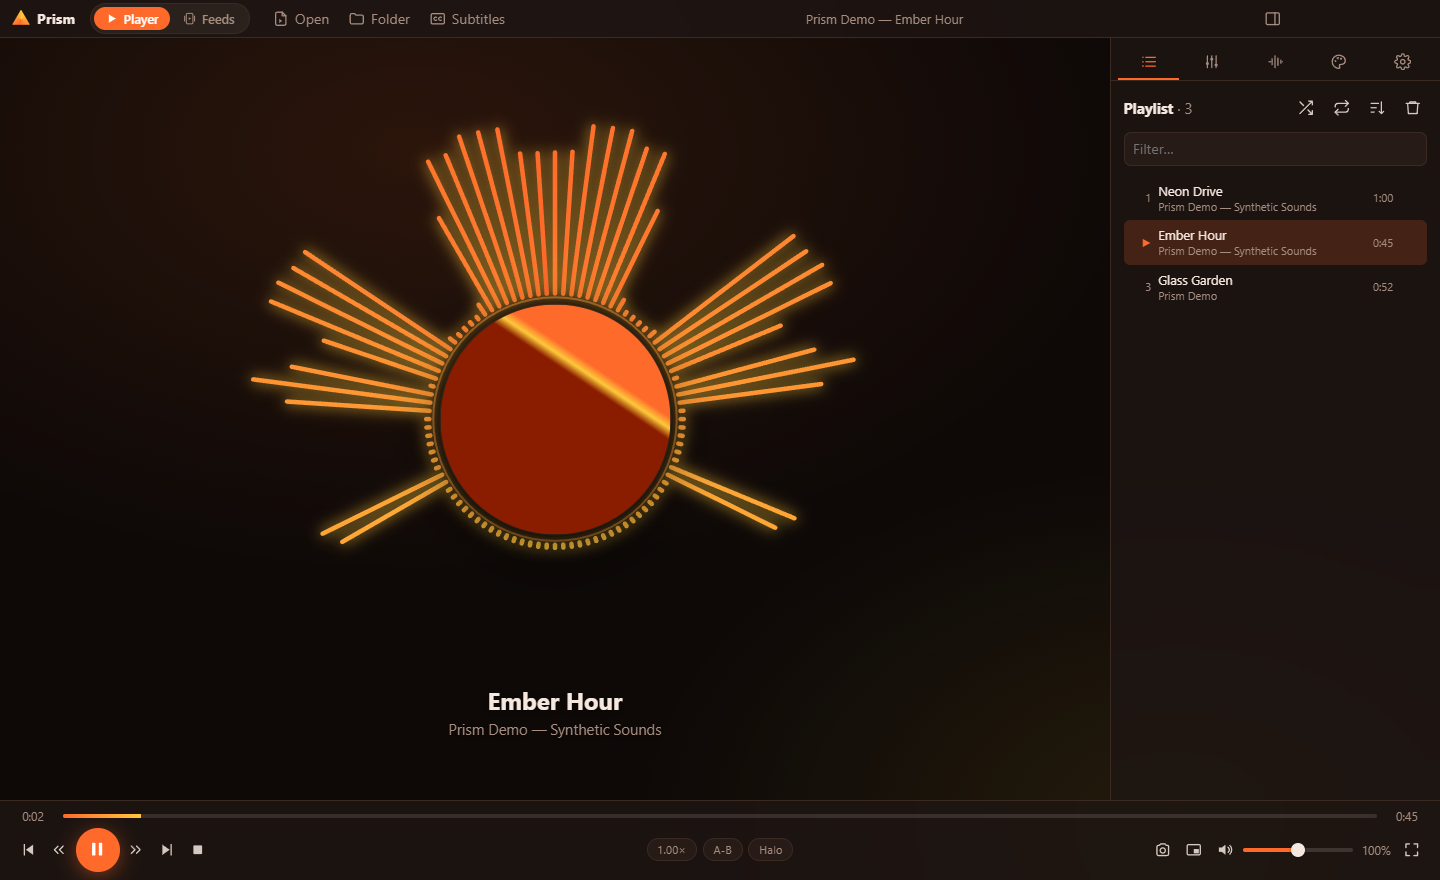 Prism
Player
Feeds
Open
Folder
CC Subtitles
Prism Demo — Ember Hour
Playlist · 3
Filter...
1 Neon Drive 1:00
Prism Demo — Synthetic Sounds
Ember Hour 0:45
Prism Demo — Synthetic Sounds
3 Glass Garden 0:52
Prism Demo
Ember Hour
Prism Demo — Synthetic Sounds
0:02
0:45
1.00×
A-B
Halo
100%